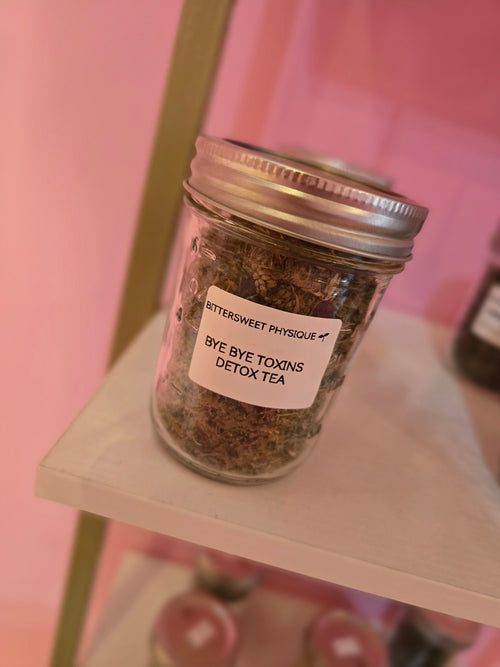 BITTERSWEET PHYSIQUE
BYE BYE TOXINS
DETOX TEA